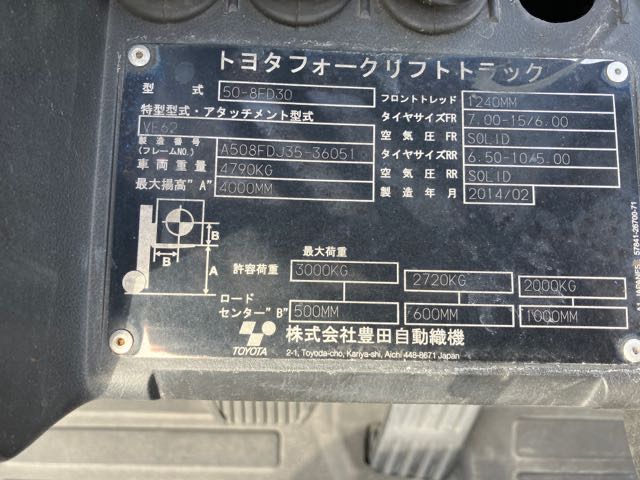 トヨタフォークリフトトラック
型 式 50-8FD30 フロントトレッド 1240MM
特型型式・アタッチメント型式 タイヤサイズFR 7.00-15/6.00
VF62 空気圧FR SOLID
製造番号 (フレームNO.) A508FDJ35-36051 タイヤサイズRR 6.50-10/5.00
車両重量 4790KG 空気圧RR SOLID
最大揚高"A" 4000MM 製造年月 2014/02
B
B A
最大荷重
許容荷重 3000KG 2720KG 2000KG
ロード
センター"B" 500MM 600MM 1000MM
TOYOTA 株式会社豊田自動織機
2-1, Toyoda-cho, Kariya-shi, Aichi 448-8671 Japan
57841-26700-71